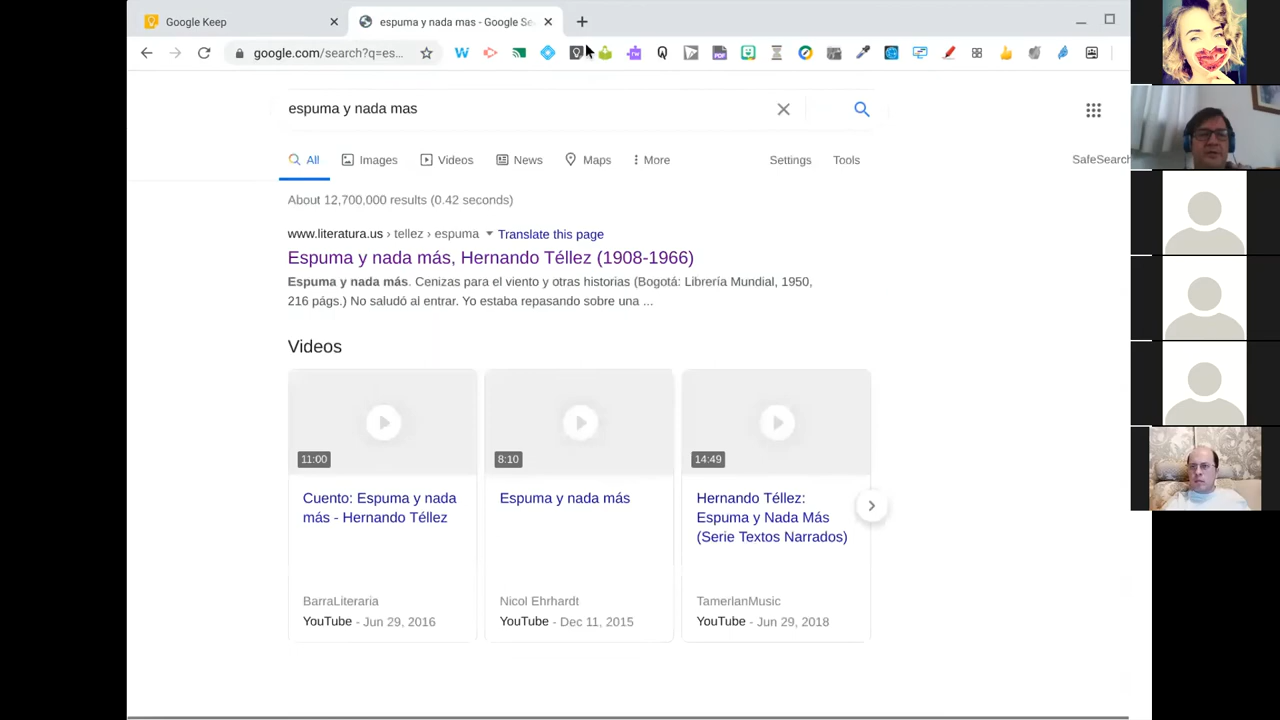 Google Keep
espuma y nada mas - Google Se
google.com/search?q=es...
espuma y nada mas
All Images Videos News Maps More Settings Tools SafeSearch
About 12,700,000 results (0.42 seconds)
www.literatura.us › tellez › espuma Translate this page
Espuma y nada más, Hernando Téllez (1908-1966)
Espuma y nada más. Cenizas para el viento y otras historias (Bogotá: Librería Mundial, 1950,
216 págs.) No saludó al entrar. Yo estaba repasando sobre una ...
Videos
11:00
Cuento: Espuma y nada
más - Hernando Téllez
BarraLiteraria
YouTube - Jun 29, 2016
8:10
Espuma y nada más
Nicol Ehrhardt
YouTube - Dec 11, 2015
14:49
Hernando Téllez:
Espuma y Nada Más
(Serie Textos Narrados)
TamerlanMusic
YouTube - Jun 29, 2018